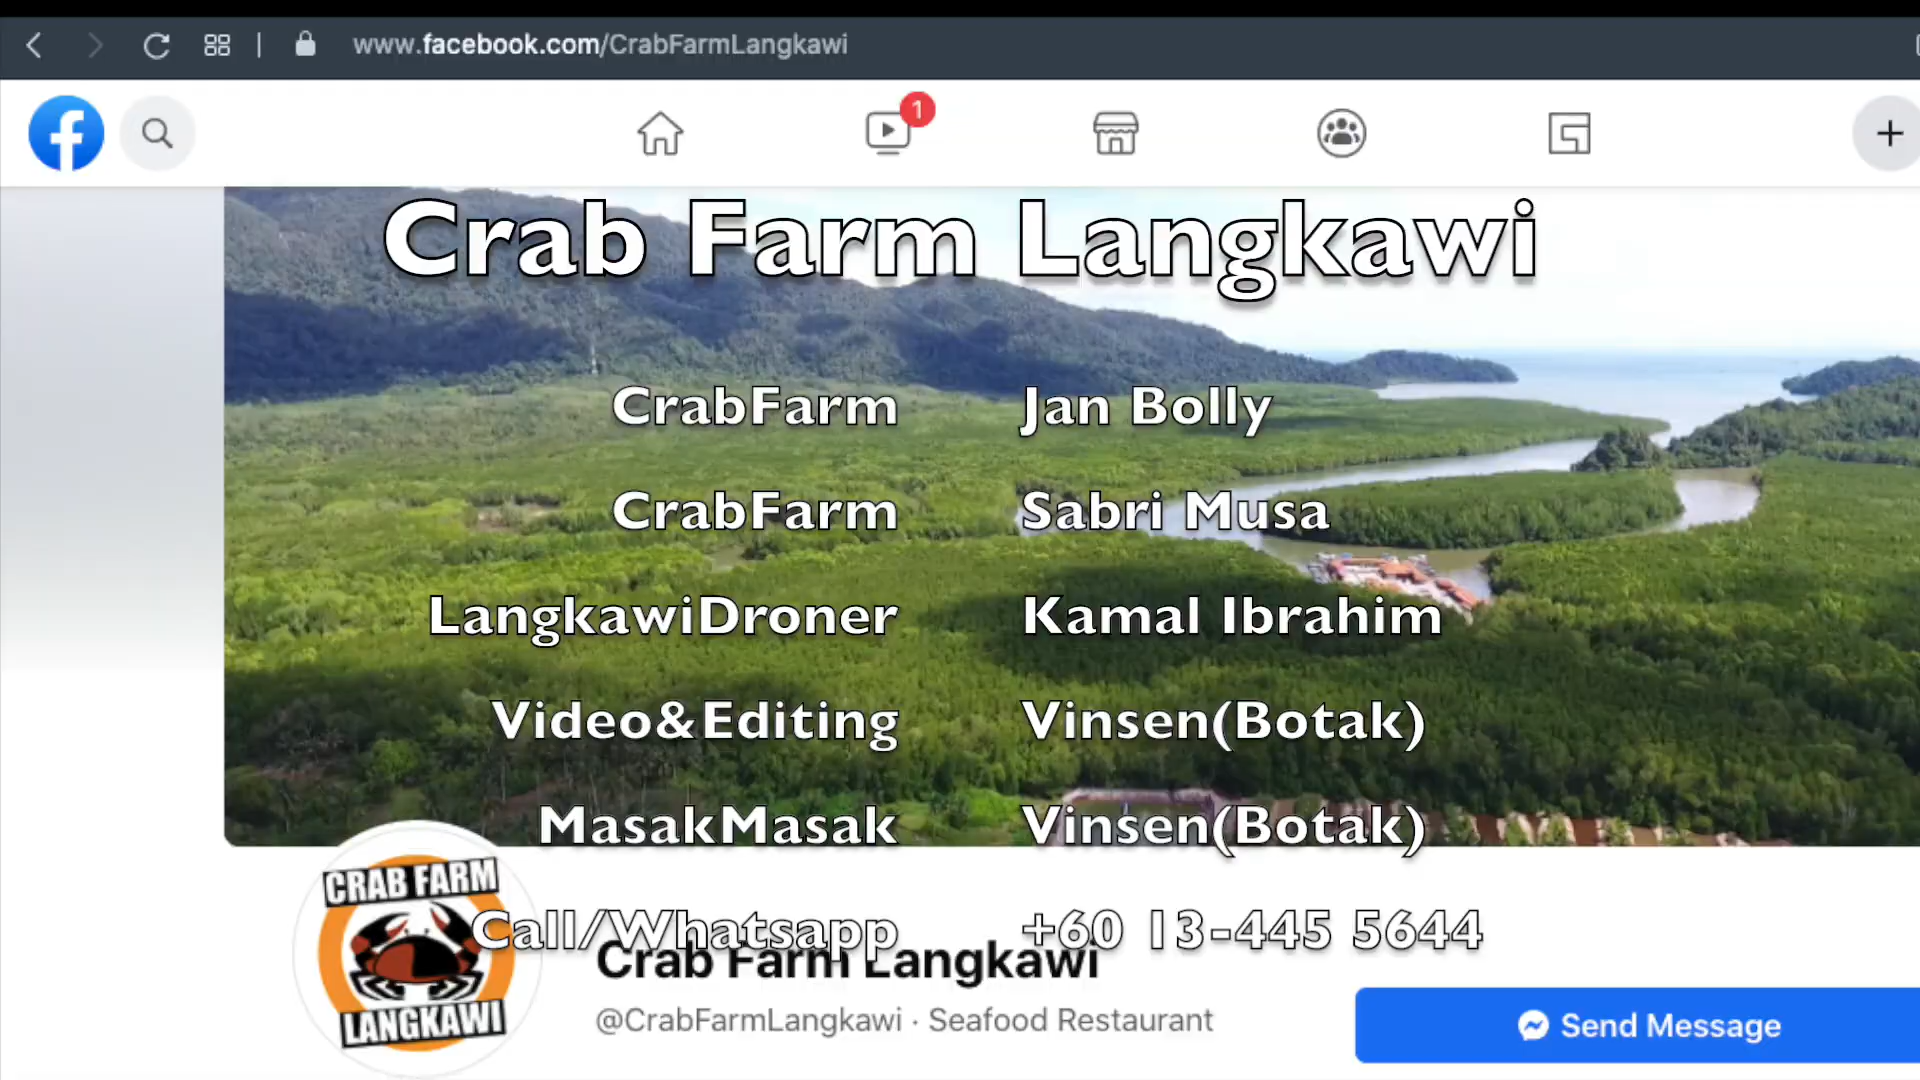 www.facebook.com/CrabFarmLangkawi
1
Crab Farm Langkawi
CrabFarm Jan Bolly
CrabFarm Sabri Musa
LangkawiDroner Kamal Ibrahim
Video&Editing Vinsen(Botak)
MasakMasak Vinsen(Botak)
Call/Whatsapp +60 13-445 5644
CRAB FARM
LANGKAWI
Crab Farm Langkawi
@CrabFarmLangkawi · Seafood Restaurant
Send Message